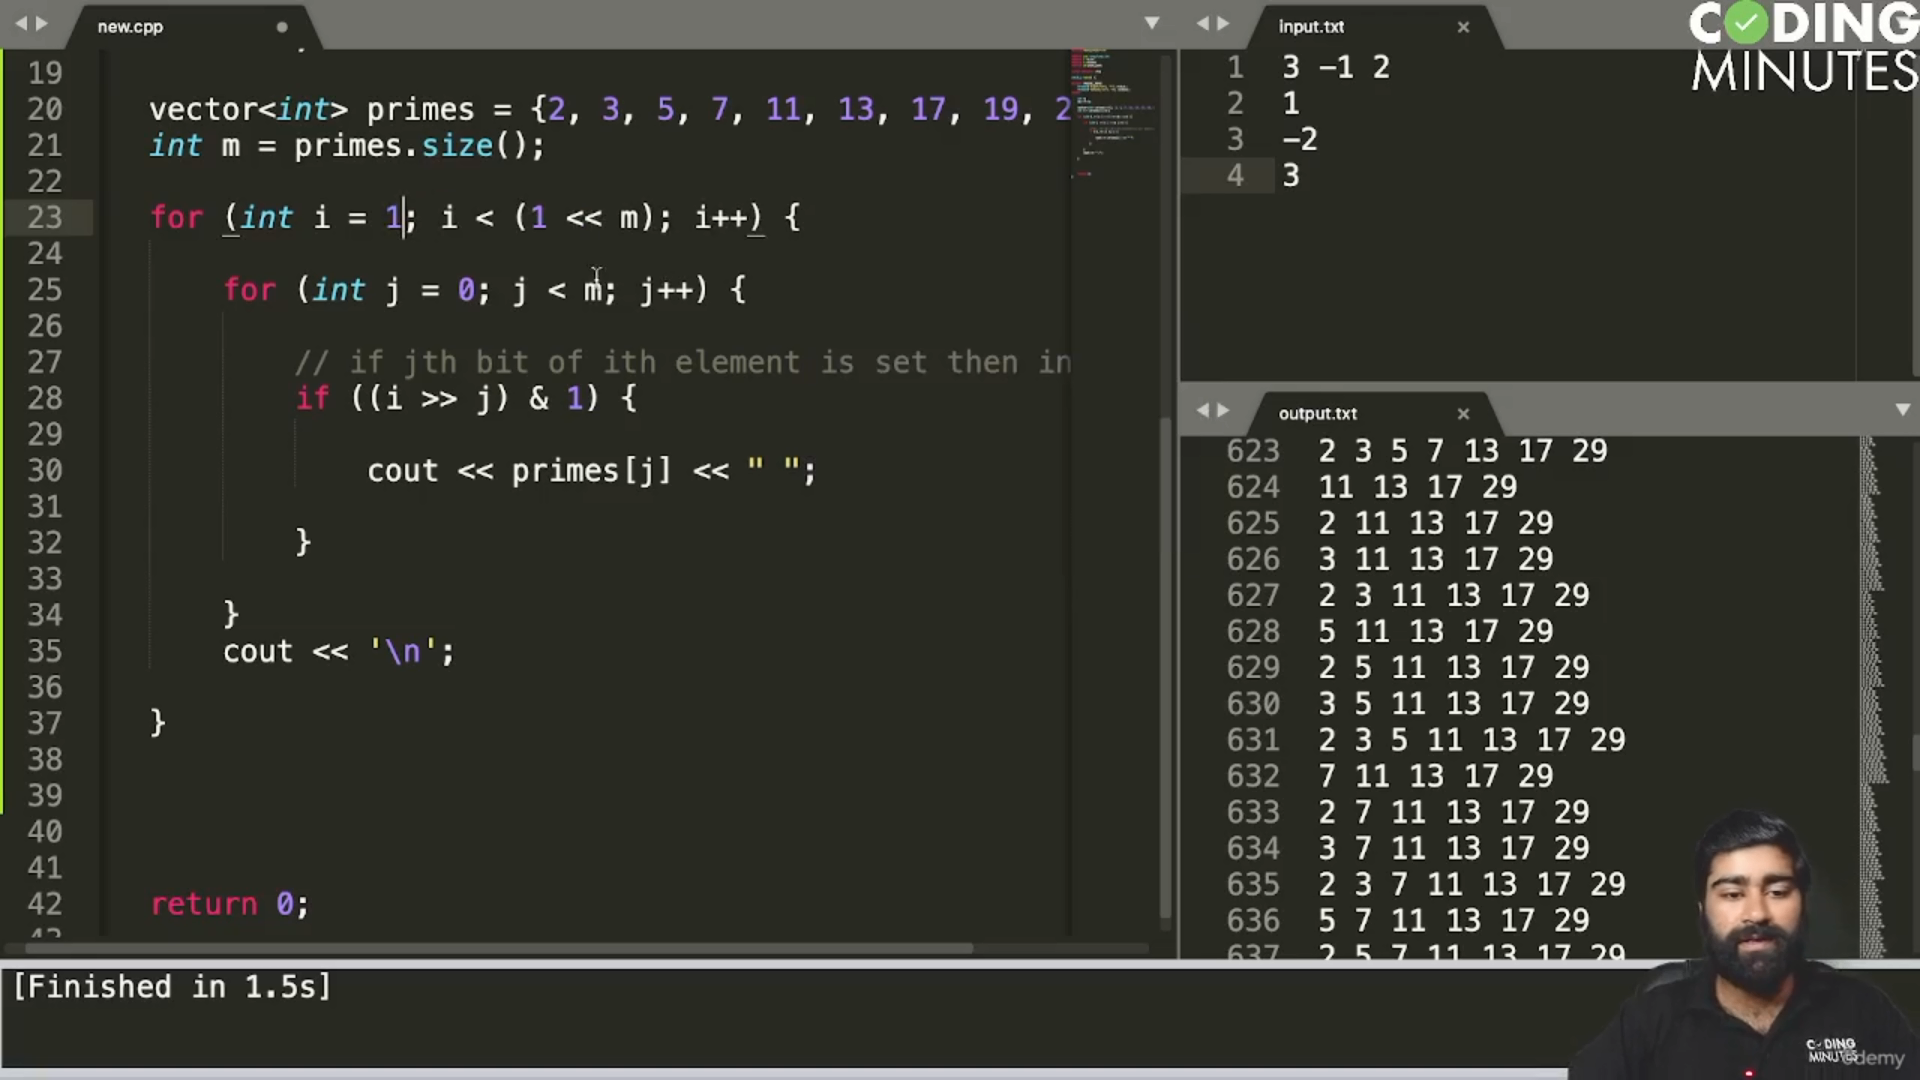 new.cpp
19
20 vector<int> primes = {2, 3, 5, 7, 11, 13, 17, 19, 2
21 int m = primes.size();
22
23 for (int i = 1; i < (1 << m); i++) {
24
25 for (int j = 0; j < m; j++) {
26
27 // if jth bit of ith element is set then in
28 if ((i >> j) & 1) {
29
30 cout << primes[j] << " ";
31
32 }
33
34 }
35 cout << '\n';
36
37 }
38
39
40
41
42 return 0;
[Finished in 1.5s]
input.txt
1 3 -1 2
2 1
3 -2
4 3
output.txt
623 2 3 5 7 13 17 29
624 11 13 17 29
625 2 11 13 17 29
626 3 11 13 17 29
627 2 3 11 13 17 29
628 5 11 13 17 29
629 2 5 11 13 17 29
630 3 5 11 13 17 29
631 2 3 5 11 13 17 29
632 7 11 13 17 29
633 2 7 11 13 17 29
634 3 7 11 13 17 29
635 2 3 7 11 13 17 29
636 5 7 11 13 17 29
637 2 5 7 11 13 17 29
CODING
MINUTES
CODING
MINUTES
Udemy